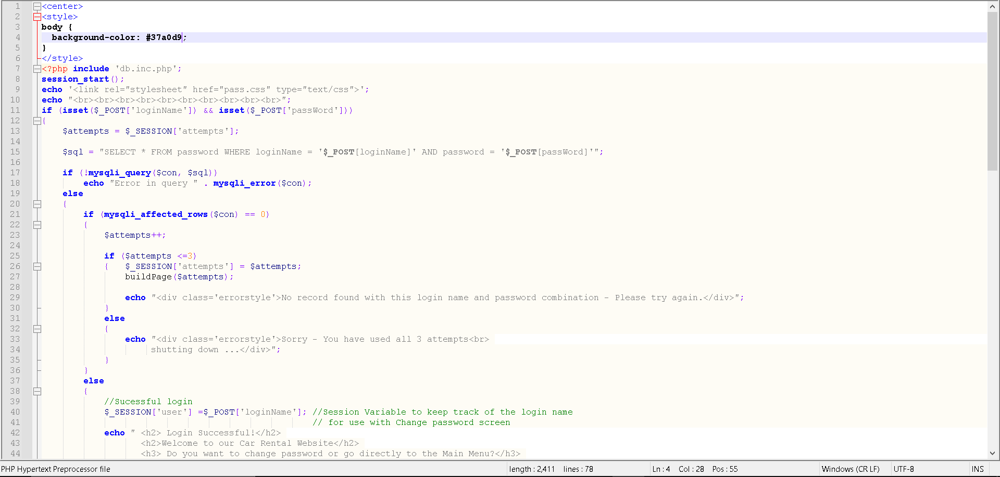 1 <center>
2 <style>
3 body {
4   background-color: #37a0d9;
5 }
6 </style>
7 <?php include 'db.inc.php';
8 session_start();
9 echo '<link rel="stylesheet" href="pass.css" type="text/css">';
10 echo "<br><br><br><br><br><br><br><br><br><br>";
11 if (isset($_POST['loginName']) && isset($_POST['passWord']))
12 {
13     $attempts = $_SESSION['attempts'];
14
15     $sql = "SELECT * FROM password WHERE loginName = '$_POST[loginName]' AND password = '$_POST[passWord]'";
16
17     if (!mysqli_query($con, $sql))
18         echo "Error in query " . mysqli_error($con);
19     else
20     {
21         if (mysqli_affected_rows($con) == 0)
22         {
23             $attempts++;
24
25             if ($attempts <=3)
26             {   $_SESSION['attempts'] = $attempts;
27                 buildPage($attempts);
28
29                 echo "<div class='errorstyle'>No record found with this login name and password combination - Please try again.</div>";
30             }
31             else
32             {
33                 echo "<div class='errorstyle'>Sorry - You have used all 3 attempts<br>
34                      shutting down ...</div>";
35             }
36         }
37         else
38         {
39             //Sucessful login
40             $_SESSION['user'] =$_POST['loginName']; //Session Variable to keep track of the login name
41                                                     // for use with Change password screen
42             echo " <h2> Login Successful!</h2>
43                    <h2>Welcome to our Car Rental Website</h2>
44                    <h3> Do you want to change password or go directly to the Main Menu?</h3>
PHP Hypertext Preprocessor file length : 2,411 lines : 78 Ln : 4 Col : 28 Pos : 55 Windows (CR LF) UTF-8 INS